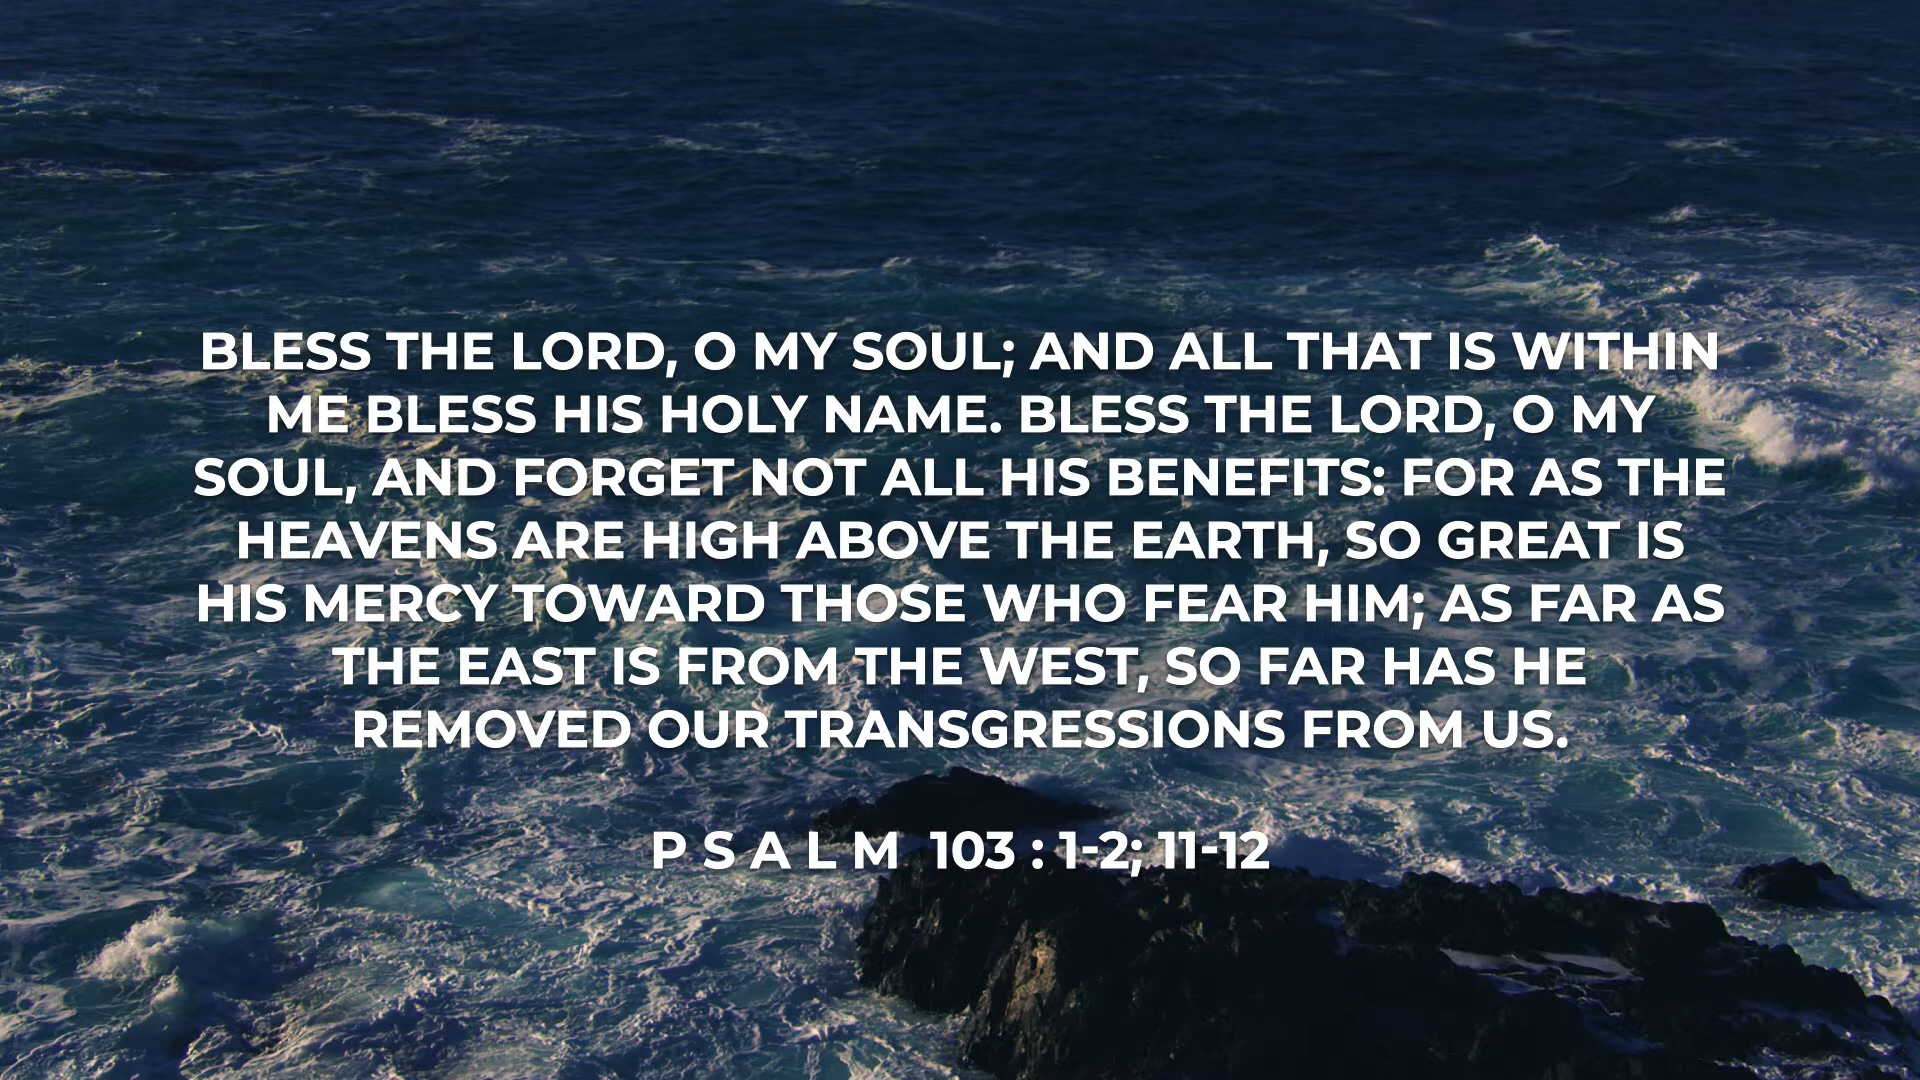 BLESS THE LORD, O MY SOUL; AND ALL THAT IS WITHIN
ME BLESS HIS HOLY NAME. BLESS THE LORD, O MY
SOUL, AND FORGET NOT ALL HIS BENEFITS: FOR AS THE
HEAVENS ARE HIGH ABOVE THE EARTH, SO GREAT IS
HIS MERCY TOWARD THOSE WHO FEAR HIM; AS FAR AS
THE EAST IS FROM THE WEST, SO FAR HAS HE
REMOVED OUR TRANSGRESSIONS FROM US.
P S A L M 103 : 1-2; 11-12